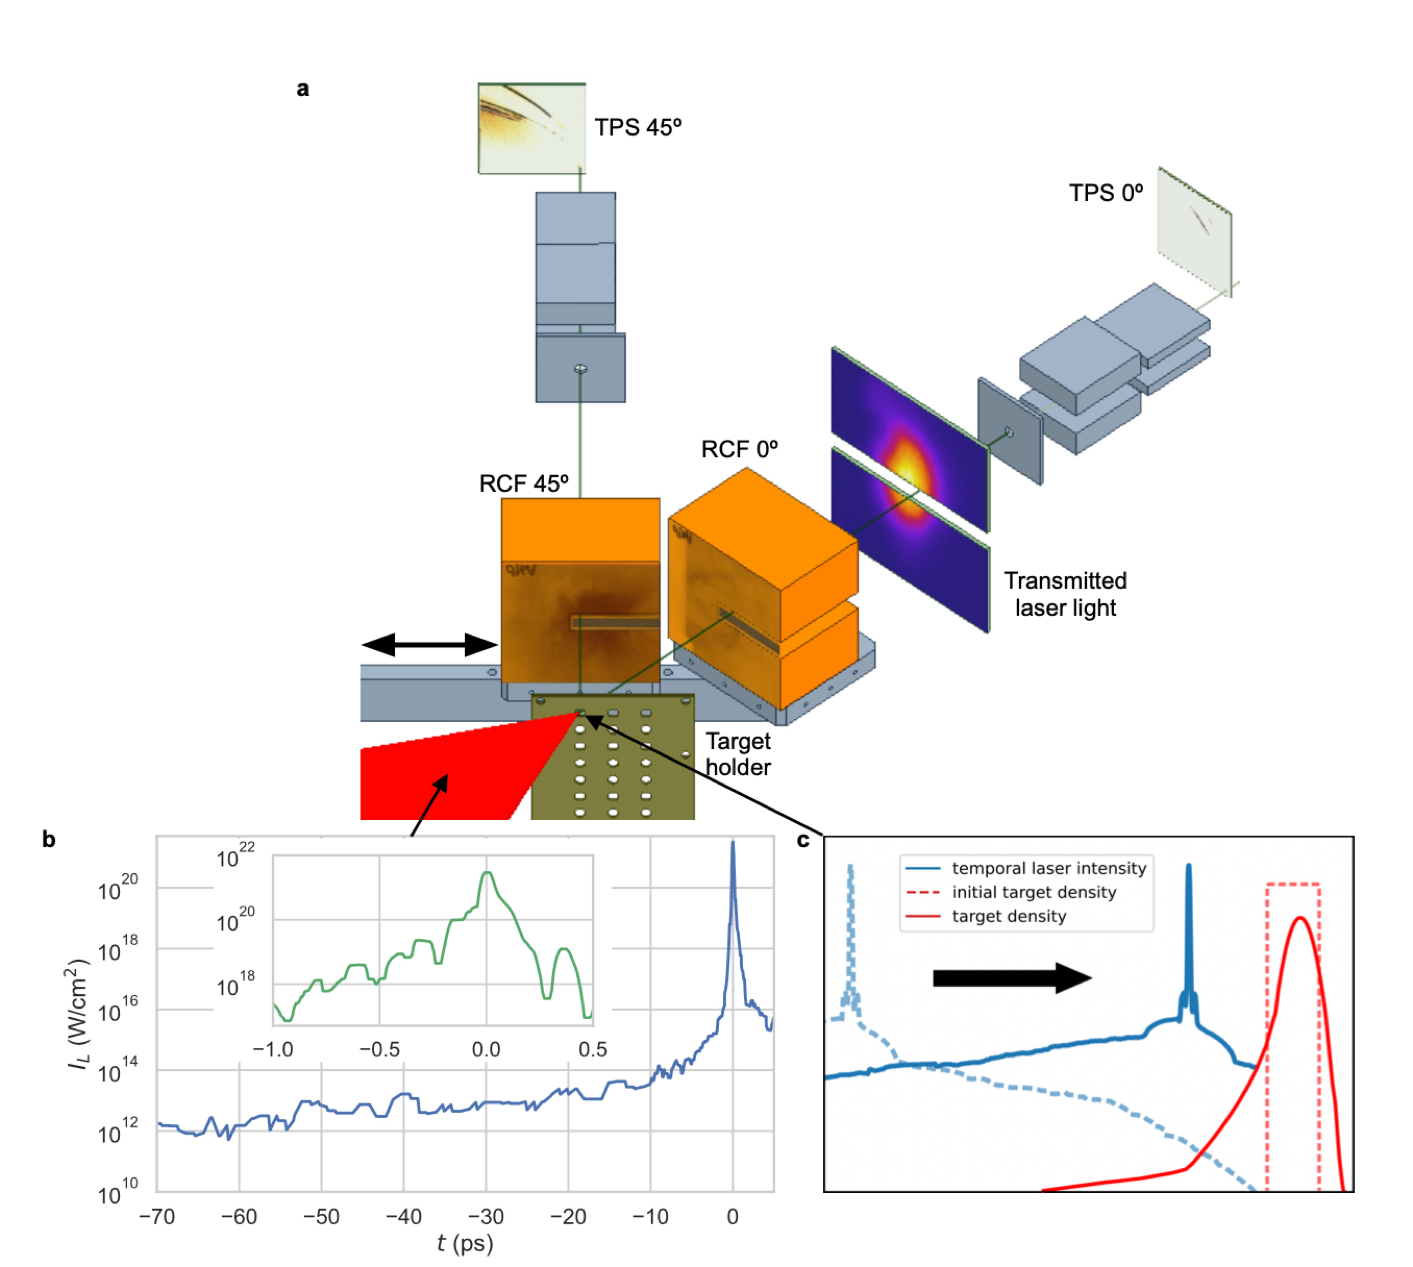 a
TPS 45º
TPS 0º
RCF 0º
RCF 45º
Transmitted
laser light
Target
holder
b
10^22
10^20
10^18
−1.0 −0.5 0.0 0.5
10^20
10^18
10^16
10^14
10^12
10^10
I_L (W/cm^2)
−70 −60 −50 −40 −30 −20 −10 0
t (ps)
c
temporal laser intensity
initial target density
target density